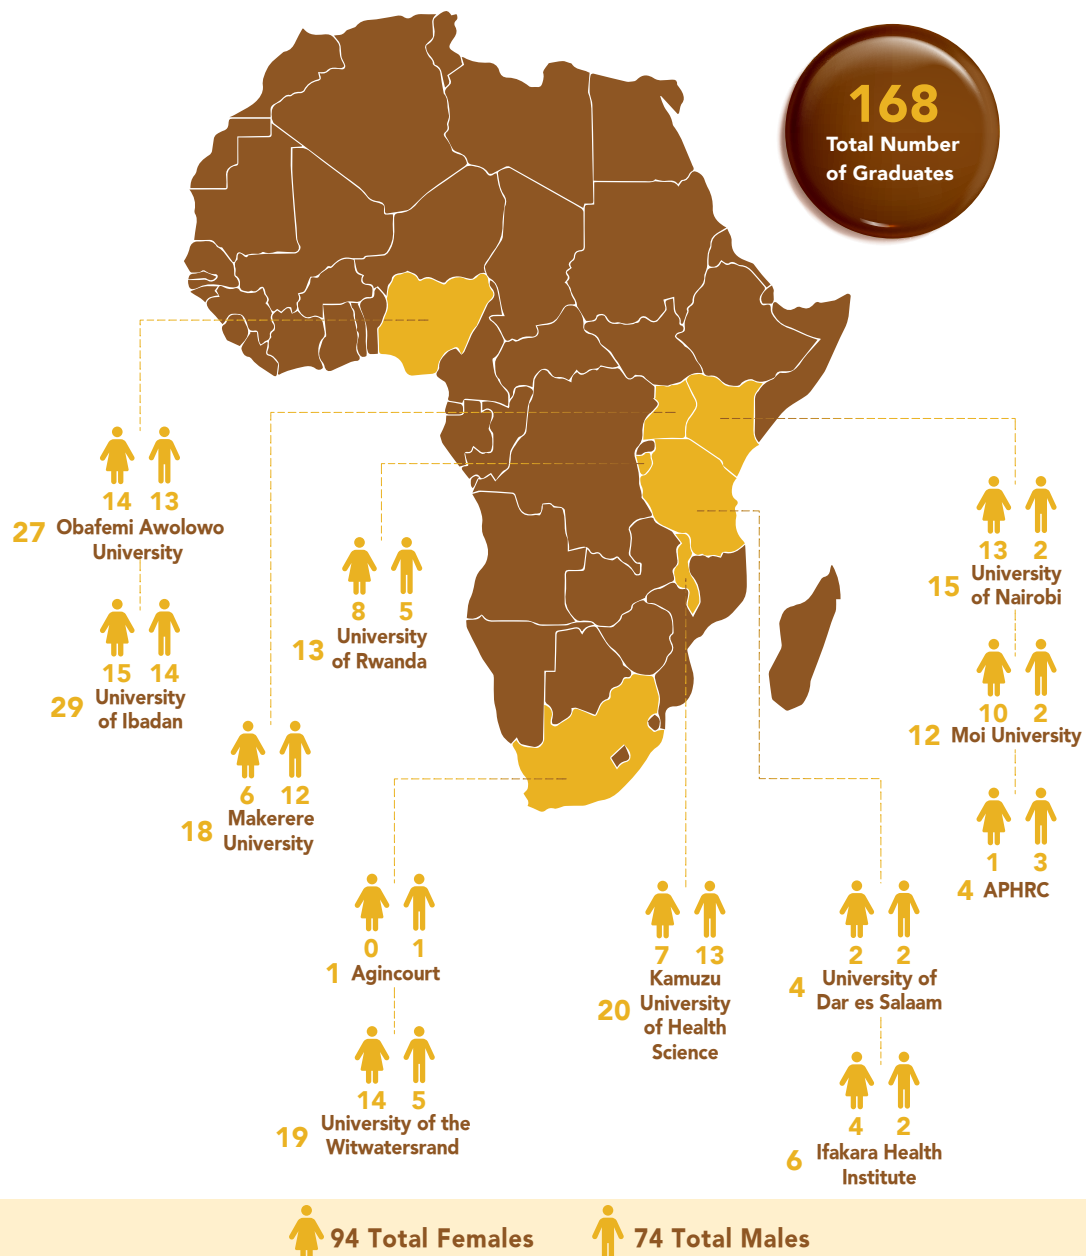 168
Total Number
of Graduates
14 13
27 Obafemi Awolowo
University
15 14
29 University
of Ibadan
8 5
13 University
of Rwanda
6 12
18 Makerere
University
0 1
1 Agincourt
14 5
19 University of the
Witwatersrand
7 13
20 Kamuzu
University
of Health
Science
2 2
4 University of
Dar es Salaam
4 2
6 Ifakara Health
Institute
13 2
15 University
of Nairobi
10 2
12 Moi University
1 3
4 APHRC
94 Total Females
74 Total Males